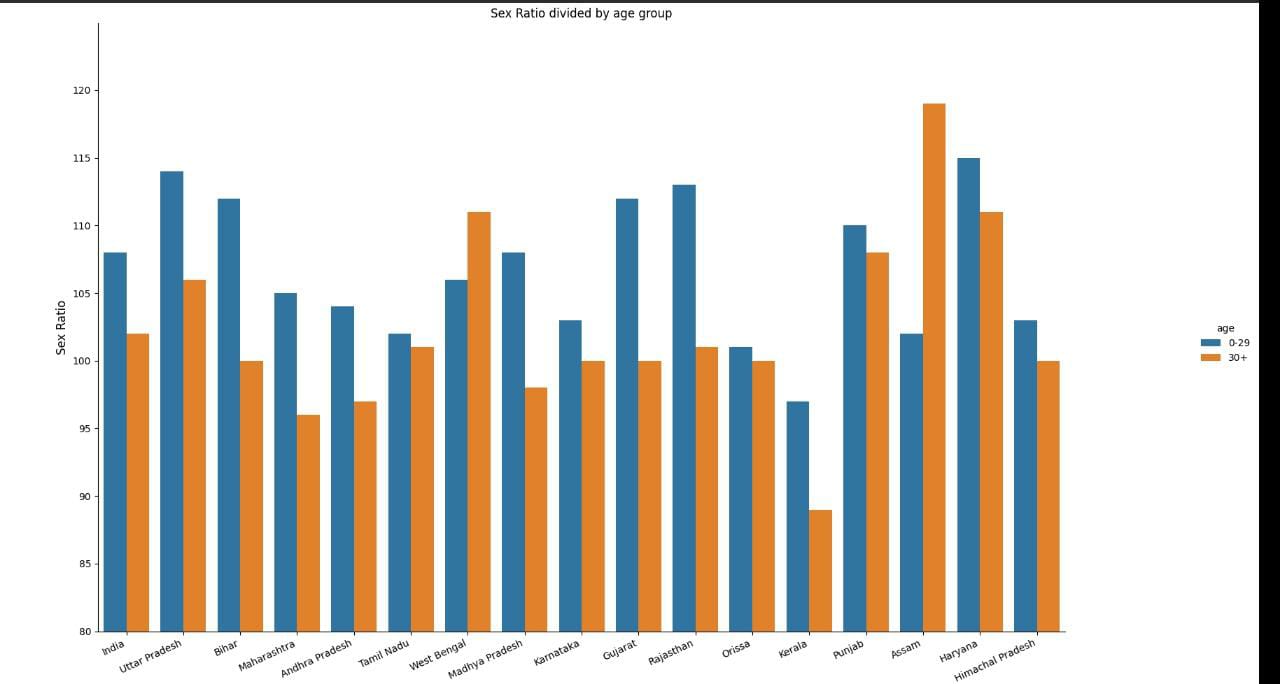 Sex Ratio divided by age group
120
115
110
105
100
95
90
85
80
Sex Ratio
India
Uttar Pradesh
Bihar
Maharashtra
Andhra Pradesh
Tamil Nadu
West Bengal
Madhya Pradesh
Karnataka
Gujarat
Rajasthan
Orissa
Kerala
Punjab
Assam
Haryana
Himachal Pradesh
age
0-29
30+